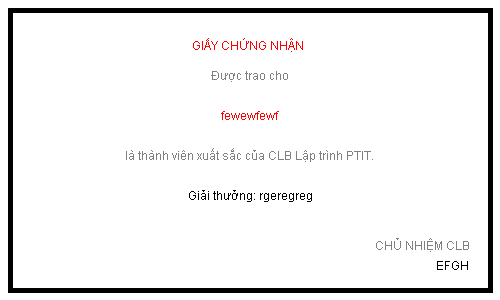 GIẤY CHỨNG NHẬN
Được trao cho
fewewfewf
là thành viên xuất sắc của CLB Lập trình PTIT.
Giải thưởng: rgeregreg
CHỦ NHIỆM CLB
EFGH